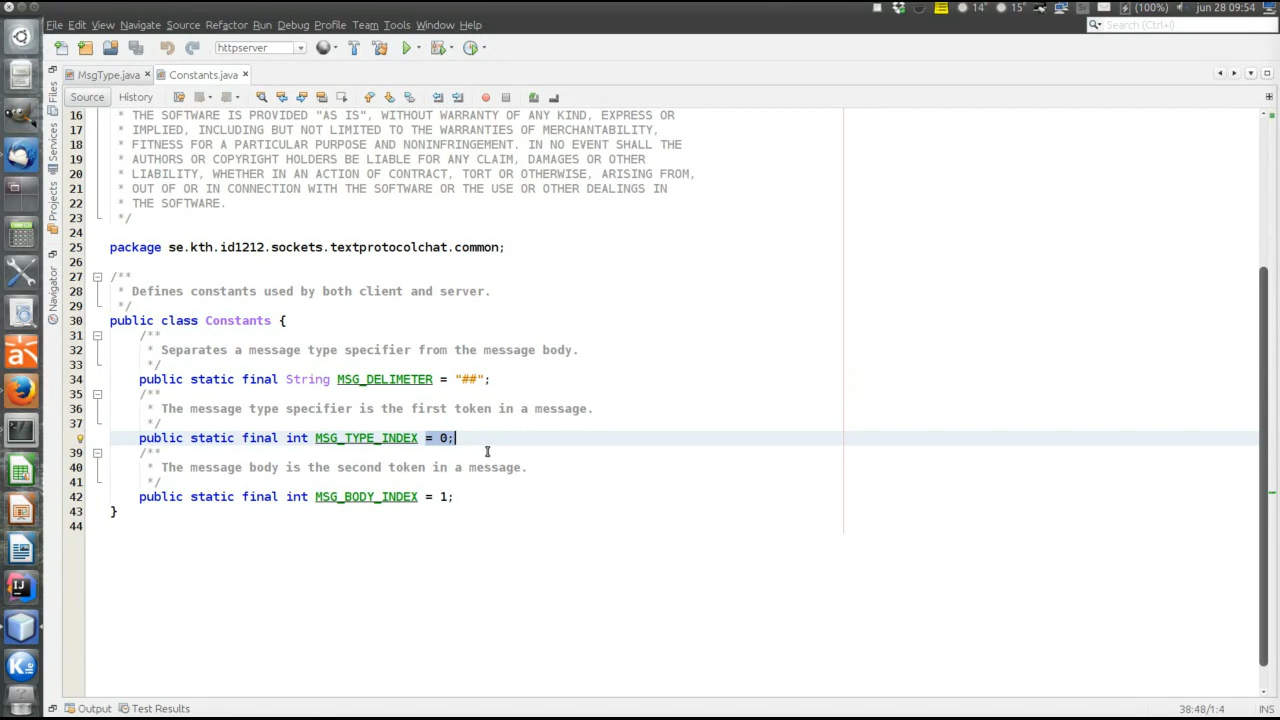 14° 15° (100%) jun 28 09:54
File Edit View Navigate Source Refactor Run Debug Profile Team Tools Window Help
Search (Ctrl+I)
httpserver
MsgType.java Constants.java
Source History
Files
Services
Projects
Navigator
16 * THE SOFTWARE IS PROVIDED "AS IS", WITHOUT WARRANTY OF ANY KIND, EXPRESS OR
17 * IMPLIED, INCLUDING BUT NOT LIMITED TO THE WARRANTIES OF MERCHANTABILITY,
18 * FITNESS FOR A PARTICULAR PURPOSE AND NONINFRINGEMENT. IN NO EVENT SHALL THE
19 * AUTHORS OR COPYRIGHT HOLDERS BE LIABLE FOR ANY CLAIM, DAMAGES OR OTHER
20 * LIABILITY, WHETHER IN AN ACTION OF CONTRACT, TORT OR OTHERWISE, ARISING FROM,
21 * OUT OF OR IN CONNECTION WITH THE SOFTWARE OR THE USE OR OTHER DEALINGS IN
22 * THE SOFTWARE.
23 */
24
25 package se.kth.id1212.sockets.textprotocolchat.common;
26
27 /**
28 * Defines constants used by both client and server.
29 */
30 public class Constants {
31 /**
32 * Separates a message type specifier from the message body.
33 */
34 public static final String MSG_DELIMETER = "##";
35 /**
36 * The message type specifier is the first token in a message.
37 */
public static final int MSG_TYPE_INDEX = 0;
39 /**
40 * The message body is the second token in a message.
41 */
42 public static final int MSG_BODY_INDEX = 1;
43 }
44
Output Test Results
38:48/1:4 INS